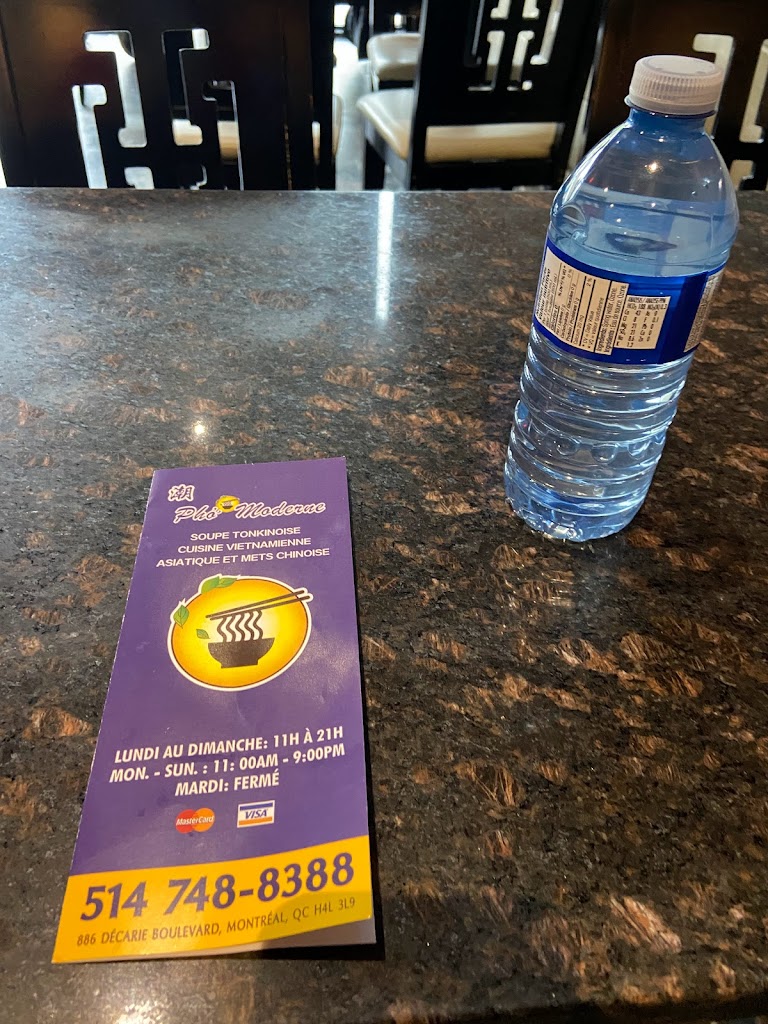 潮
Phở Moderne
SOUPE TONKINOISE
CUISINE VIETNAMIENNE
ASIATIQUE ET METS CHINOISE
LUNDI AU DIMANCHE: 11H À 21H
MON. - SUN. : 11: 00AM - 9:00PM
MARDI: FERMÉ
MasterCard
VISA
514 748-8388
886 DÉCARIE BOULEVARD, MONTRÉAL, QC H4L 3L9